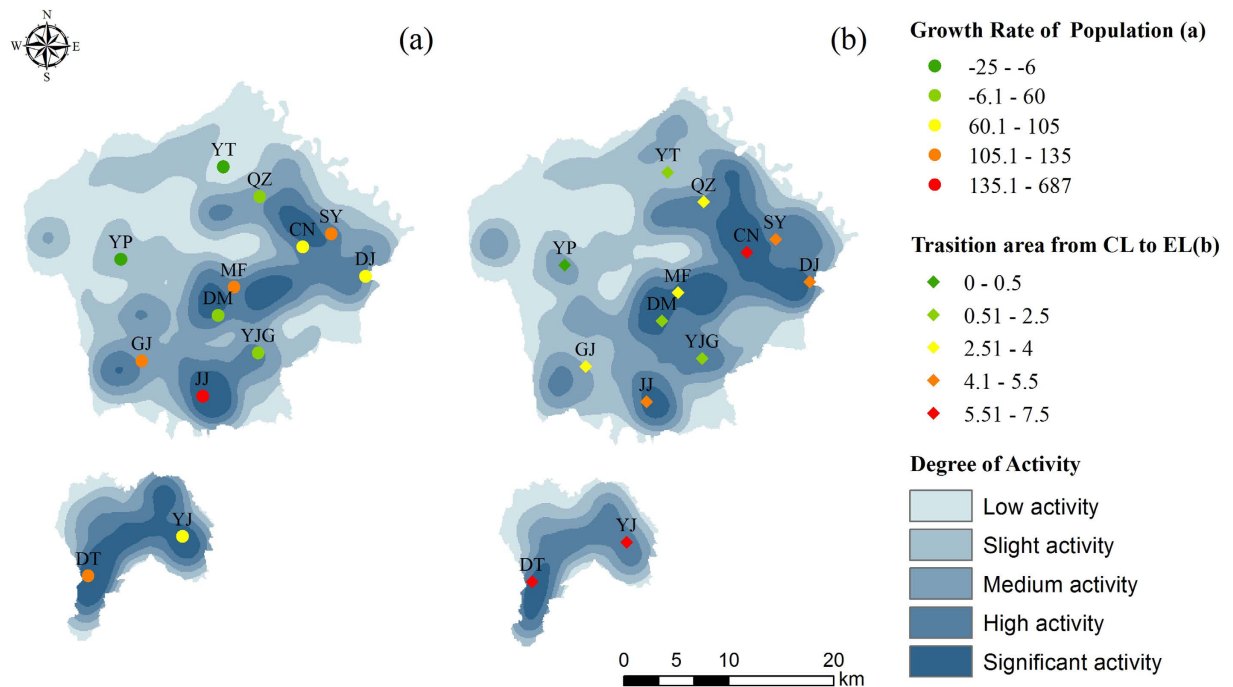 N
W E
S
(a)
(b)
YT
QZ
SY
CN
YP
DJ
MF
DM
YJG
GJ
JJ
YJ
DT
YT
QZ
SY
CN
YP
DJ
MF
DM
YJG
GJ
JJ
YJ
DT
0 5 10 20
km
Growth Rate of Population (a)
-25 - -6
-6.1 - 60
60.1 - 105
105.1 - 135
135.1 - 687
Trasition area from CL to EL(b)
0 - 0.5
0.51 - 2.5
2.51 - 4
4.1 - 5.5
5.51 - 7.5
Degree of Activity
Low activity
Slight activity
Medium activity
High activity
Significant activity